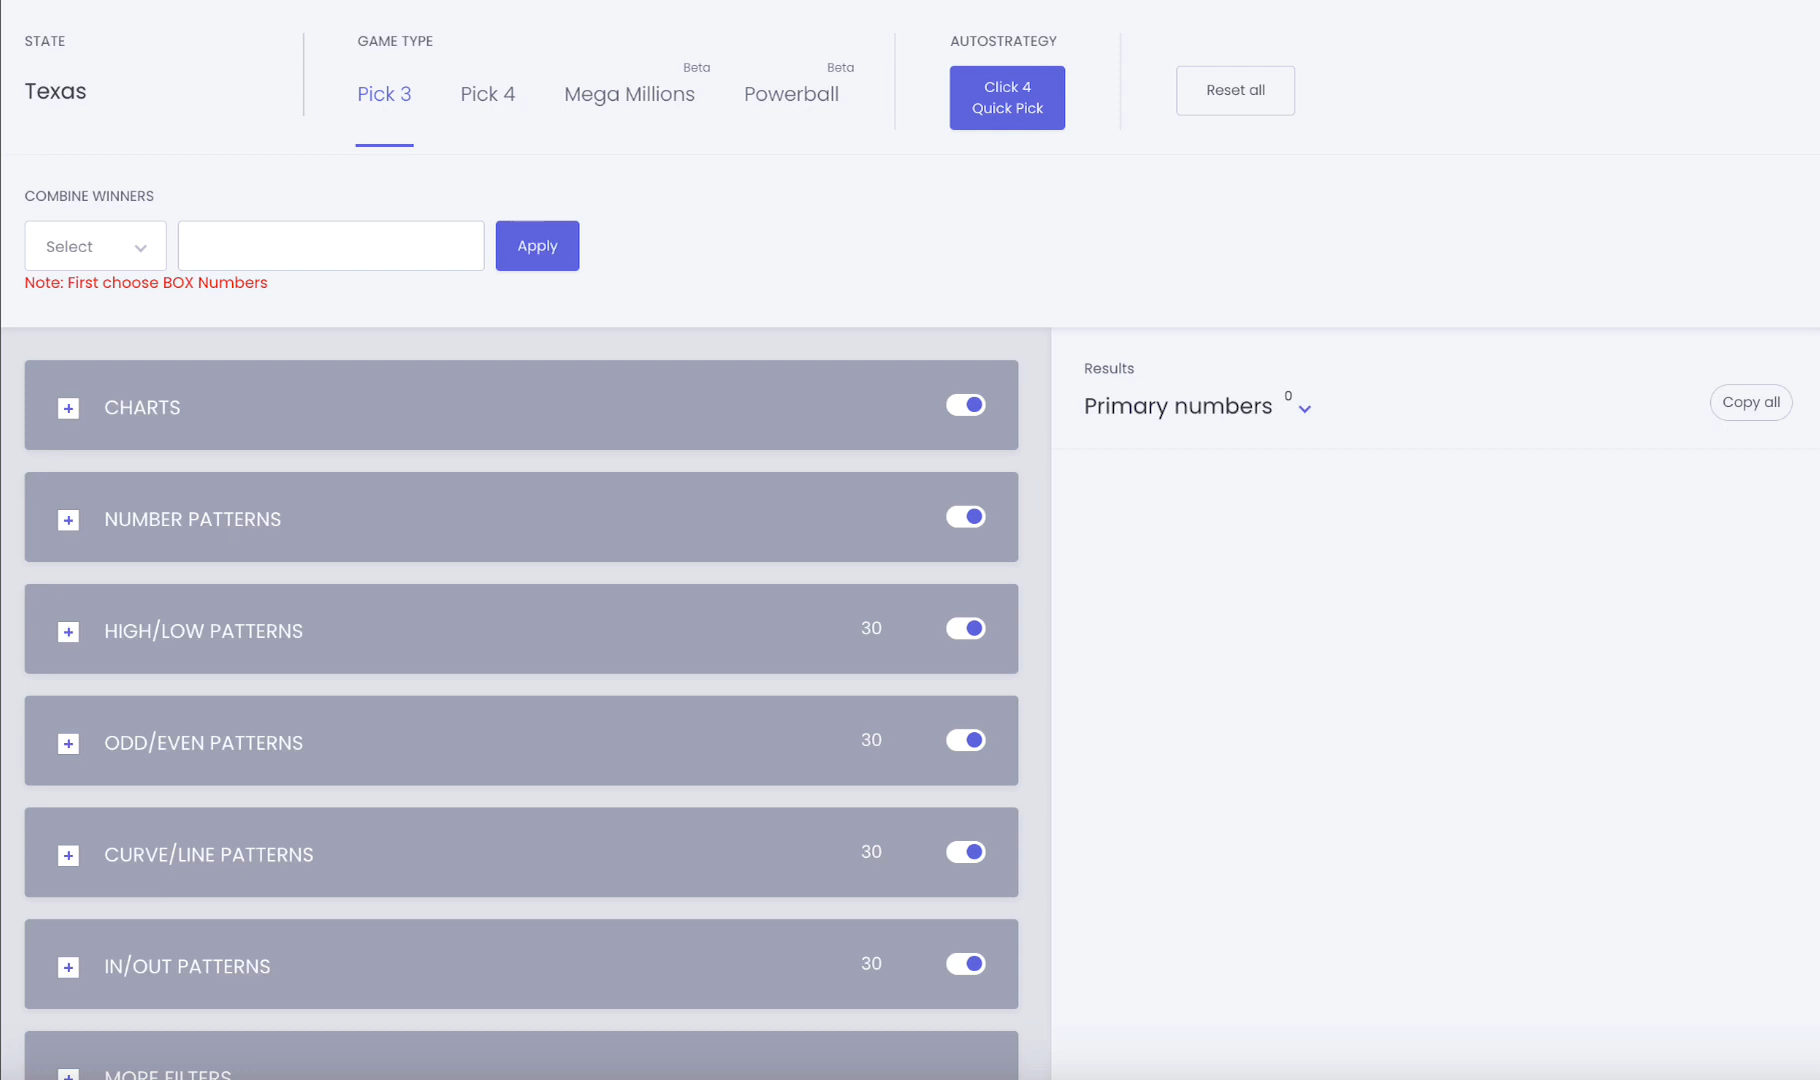 STATE
Texas
GAME TYPE
Pick 3
Pick 4
Beta
Mega Millions
Beta
Powerball
AUTOSTRATEGY
Click 4
Quick Pick
Reset all
COMBINE WINNERS
Select
Apply
Note: First choose BOX Numbers
CHARTS
NUMBER PATTERNS
HIGH/LOW PATTERNS 30
ODD/EVEN PATTERNS 30
CURVE/LINE PATTERNS 30
IN/OUT PATTERNS 30
MORE FILTERS
Results
Primary numbers 0
Copy all